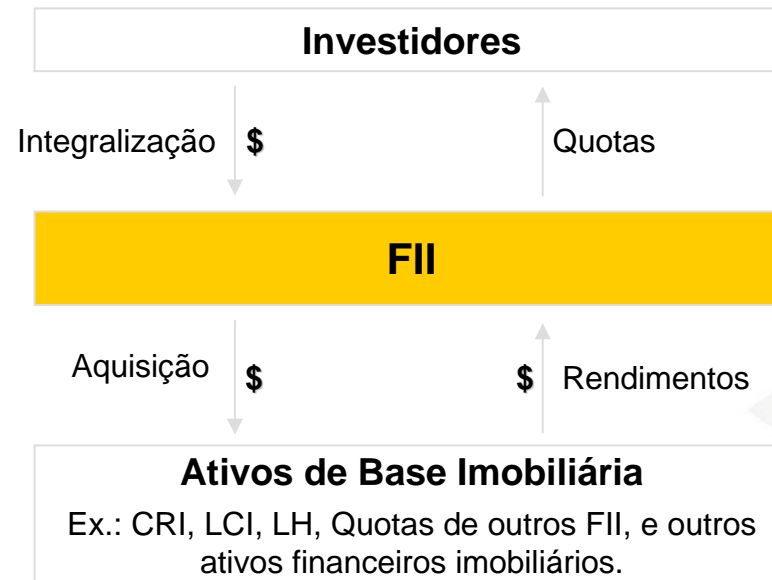 Investidores
Integralização $ Quotas
FII
Aquisição $ $ Rendimentos
Ativos de Base Imobiliária
Ex.: CRI, LCI, LH, Quotas de outros FII, e outros
ativos financeiros imobiliários.